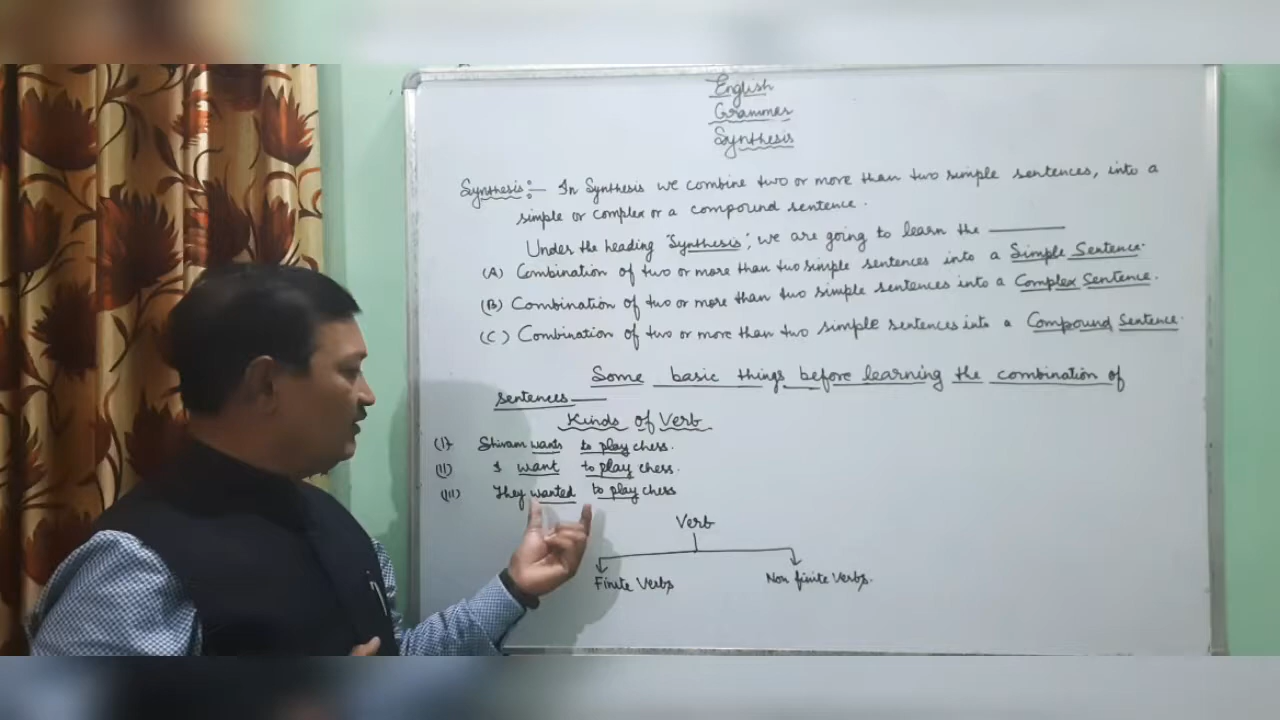 English
Grammer
Synthesis
Synthesis:— In Synthesis we combine two or more than two simple sentences, into a
simple or complex or a compound sentence.
Under the heading "Synthesis", we are going to learn the ———
(A) Combination of two or more than two simple sentences into a Simple Sentence.
(B) Combination of two or more than two simple sentences into a Complex Sentence.
(C) Combination of two or more than two simple sentences into a Compound Sentence.
Some basic things before learning the combination of
sentences——
Kinds of Verb
(I) Shivam wants to play chess.
(II) I want to play chess.
(III) They wanted to play chess
Verb
Finite Verbs
Non finite Verbs.